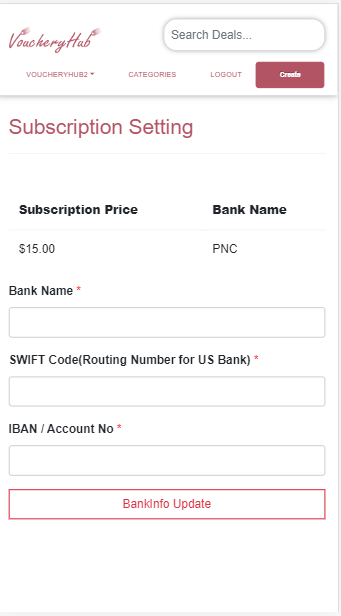 VoucheryHub
Search Deals...
VOUCHERYHUB2 CATEGORIES LOGOUT Create
Subscription Setting
Subscription Price Bank Name
$15.00 PNC
Bank Name *
SWIFT Code(Routing Number for US Bank) *
IBAN / Account No *
BankInfo Update